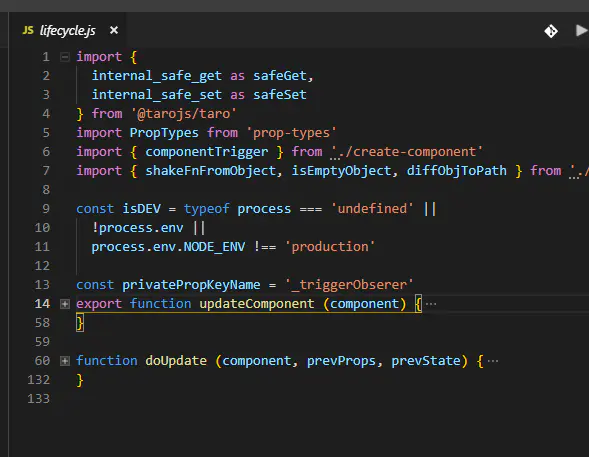 JS lifecycle.js ×
1 import {
2 internal_safe_get as safeGet,
3 internal_safe_set as safeSet
4 } from '@tarojs/taro'
5 import PropTypes from 'prop-types'
6 import { componentTrigger } from './create-component'
7 import { shakeFnFromObject, isEmptyObject, diffObjToPath } from './
8
9 const isDEV = typeof process === 'undefined' ||
10 !process.env ||
11 process.env.NODE_ENV !== 'production'
12
13 const privatePropKeyName = '_triggerObserer'
14 export function updateComponent (component) {…
58 }
59
60 function doUpdate (component, prevProps, prevState) {…
132 }
133